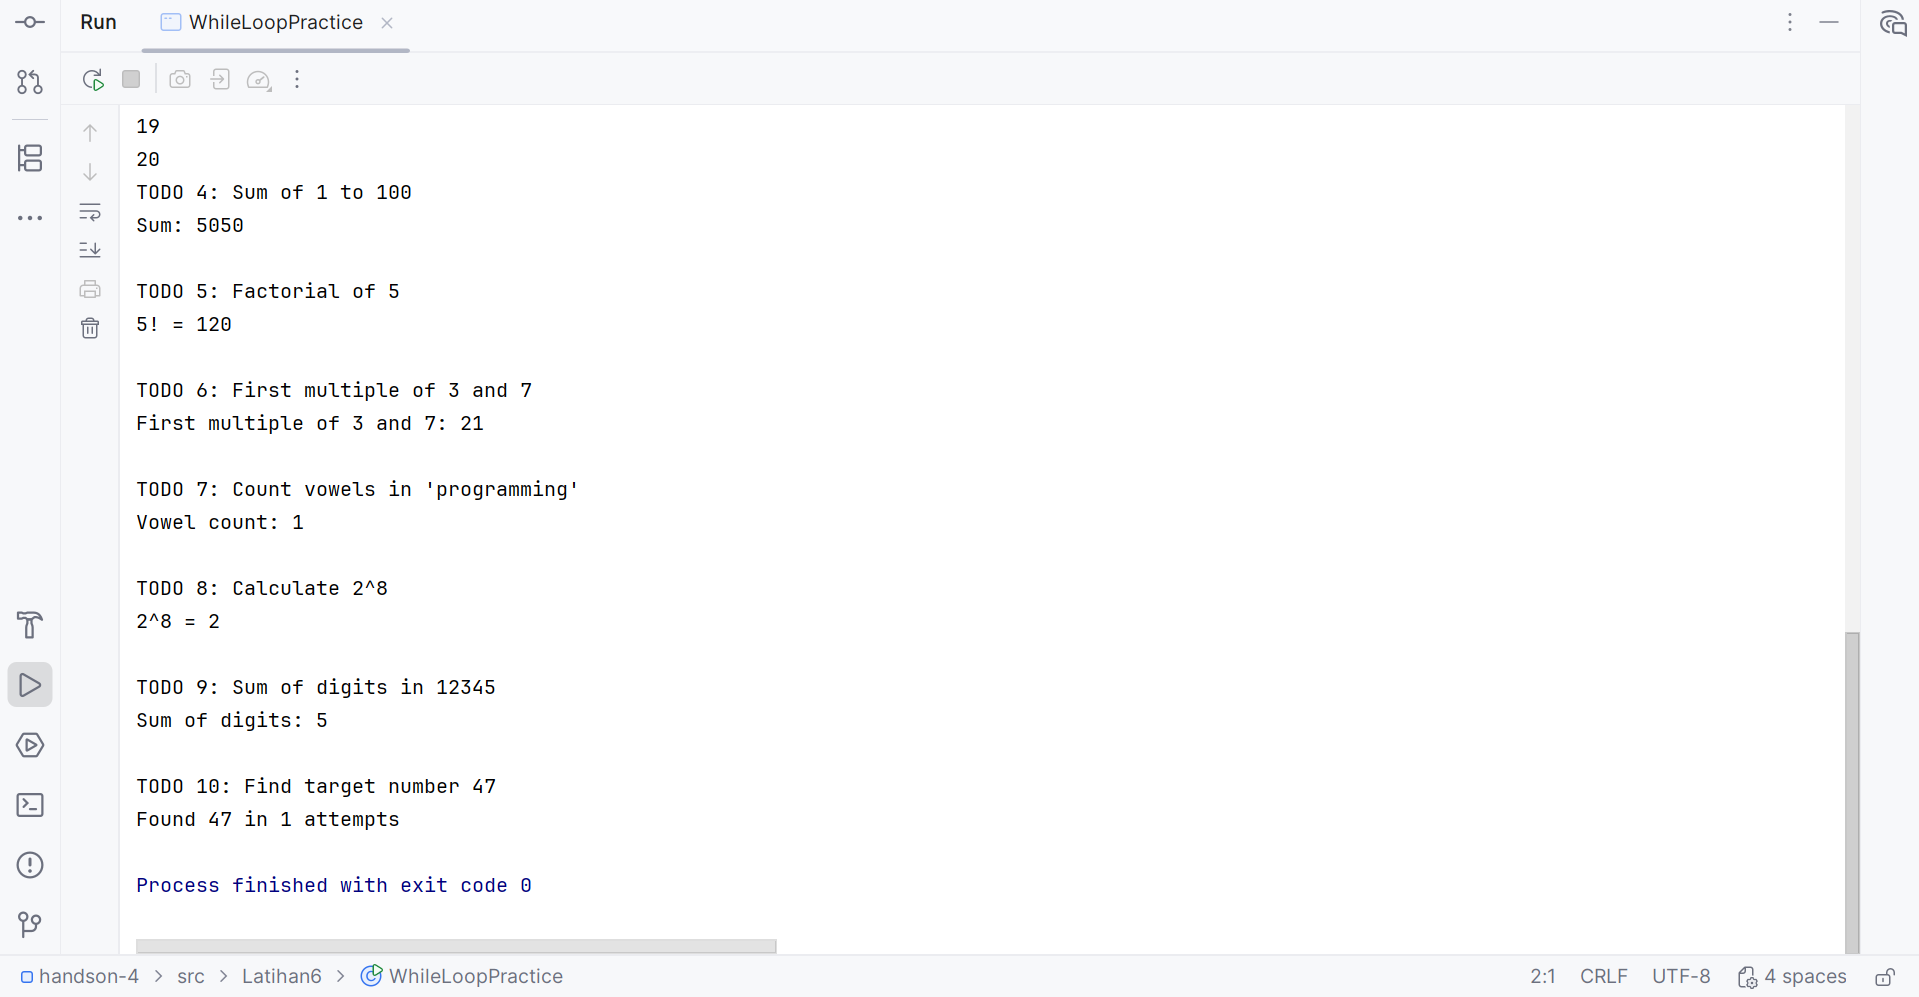 Run
WhileLoopPractice
19
20
TODO 4: Sum of 1 to 100
Sum: 5050
TODO 5: Factorial of 5
5! = 120
TODO 6: First multiple of 3 and 7
First multiple of 3 and 7: 21
TODO 7: Count vowels in 'programming'
Vowel count: 1
TODO 8: Calculate 2^8
2^8 = 2
TODO 9: Sum of digits in 12345
Sum of digits: 5
TODO 10: Find target number 47
Found 47 in 1 attempts
Process finished with exit code 0
handson-4 > src > Latihan6 > WhileLoopPractice 2:1 CRLF UTF-8 4 spaces